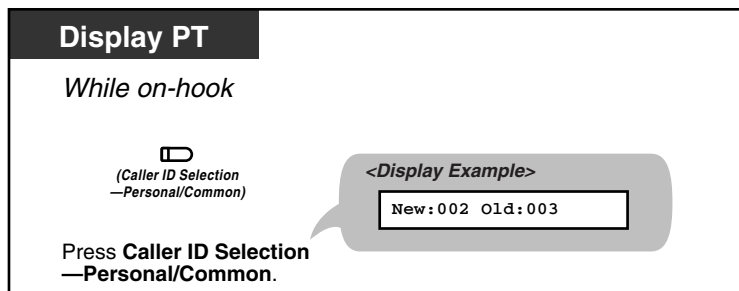 Display PT
While on-hook
(Caller ID Selection
—Personal/Common)
<Display Example>
New:002 Old:003
Press Caller ID Selection
—Personal/Common.